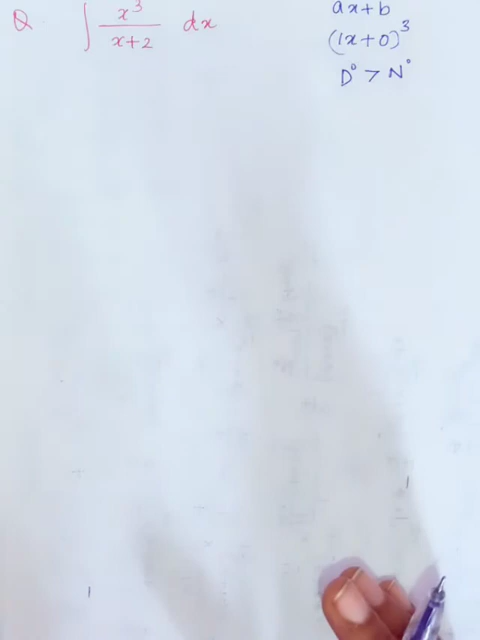 Q ∫ x³/(x+2) dx
ax+b
(1x+0)³
D° > N°